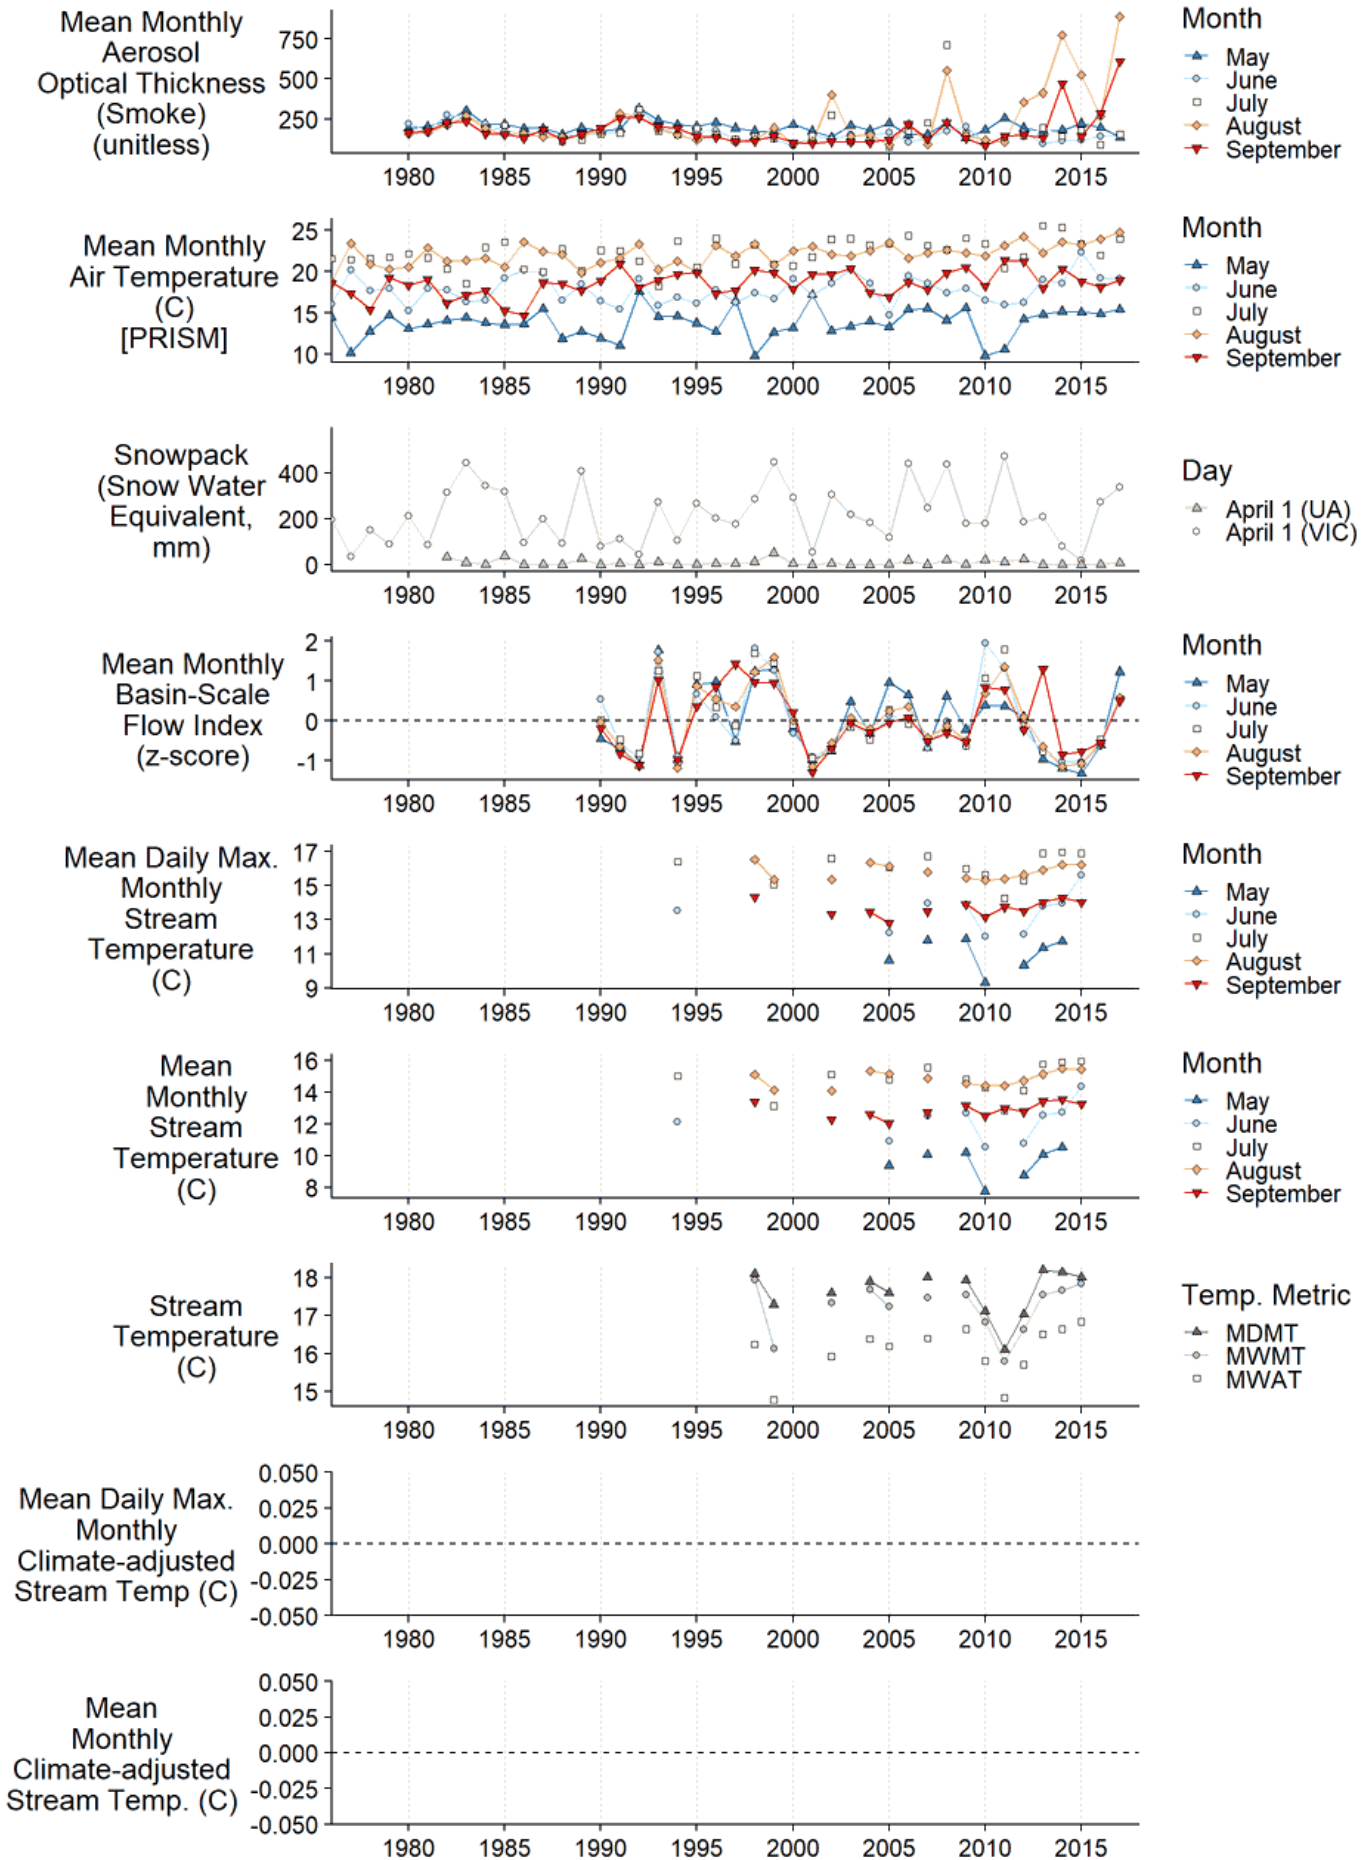 Mean Monthly
Aerosol
Optical Thickness
(Smoke)
(unitless)
750
500
250
1980 1985 1990 1995 2000 2005 2010 2015
Month
May
June
July
August
September
Mean Monthly
Air Temperature
(C)
[PRISM]
25
20
15
10
1980 1985 1990 1995 2000 2005 2010 2015
Month
May
June
July
August
September
Snowpack
(Snow Water
Equivalent,
mm)
400
200
0
1980 1985 1990 1995 2000 2005 2010 2015
Day
April 1 (UA)
April 1 (VIC)
Mean Monthly
Basin-Scale
Flow Index
(z-score)
2
1
0
-1
1980 1985 1990 1995 2000 2005 2010 2015
Month
May
June
July
August
September
Mean Daily Max.
Monthly
Stream
Temperature
(C)
17
15
13
11
9
1980 1985 1990 1995 2000 2005 2010 2015
Month
May
June
July
August
September
Mean
Monthly
Stream
Temperature
(C)
16
14
12
10
8
1980 1985 1990 1995 2000 2005 2010 2015
Month
May
June
July
August
September
Stream
Temperature
(C)
18
17
16
15
1980 1985 1990 1995 2000 2005 2010 2015
Temp. Metric
MDMT
MWMT
MWAT
Mean Daily Max.
Monthly
Climate-adjusted
Stream Temp (C)
0.050
0.025
0.000
-0.025
-0.050
1980 1985 1990 1995 2000 2005 2010 2015
Mean
Monthly
Climate-adjusted
Stream Temp. (C)
0.050
0.025
0.000
-0.025
-0.050
1980 1985 1990 1995 2000 2005 2010 2015